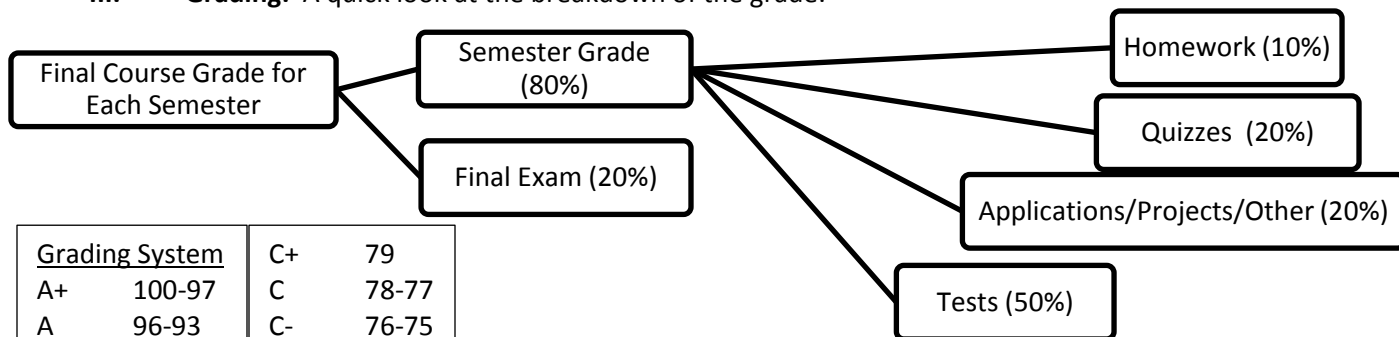 Grading: A quick look at the breakdown of the grade.
Final Course Grade for
Each Semester
Semester Grade
(80%)
Final Exam (20%)
Homework (10%)
Quizzes (20%)
Applications/Projects/Other (20%)
Tests (50%)
Grading System
A+ 100-97
A 96-93
C+ 79
C 78-77
C- 76-75